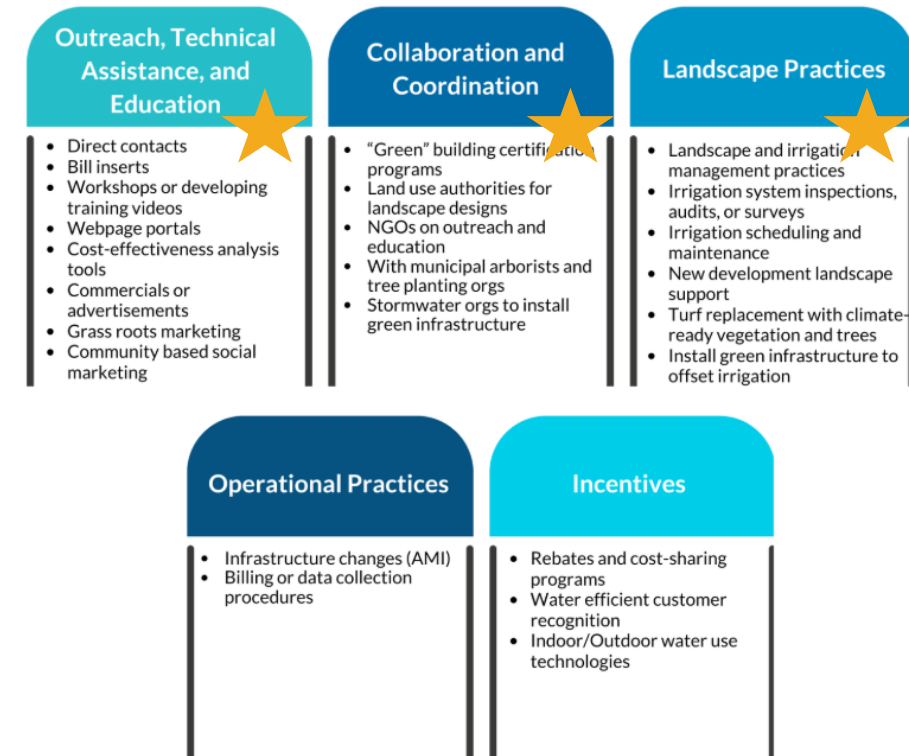 Outreach, Technical
Assistance, and
Education
• Direct contacts
• Bill inserts
• Workshops or developing
training videos
• Webpage portals
• Cost-effectiveness analysis
tools
• Commercials or
advertisements
• Grass roots marketing
• Community based social
marketing
Collaboration and
Coordination
• “Green” building certification
programs
• Land use authorities for
landscape designs
• NGOs on outreach and
education
• With municipal arborists and
tree planting orgs
• Stormwater orgs to install
green infrastructure
Landscape Practices
• Landscape and irrigation
management practices
• Irrigation system inspections,
audits, or surveys
• Irrigation scheduling and
maintenance
• New development landscape
support
• Turf replacement with climate-
ready vegetation and trees
• Install green infrastructure to
offset irrigation
Operational Practices
• Infrastructure changes (AMI)
• Billing or data collection
procedures
Incentives
• Rebates and cost-sharing
programs
• Water efficient customer
recognition
• Indoor/Outdoor water use
technologies